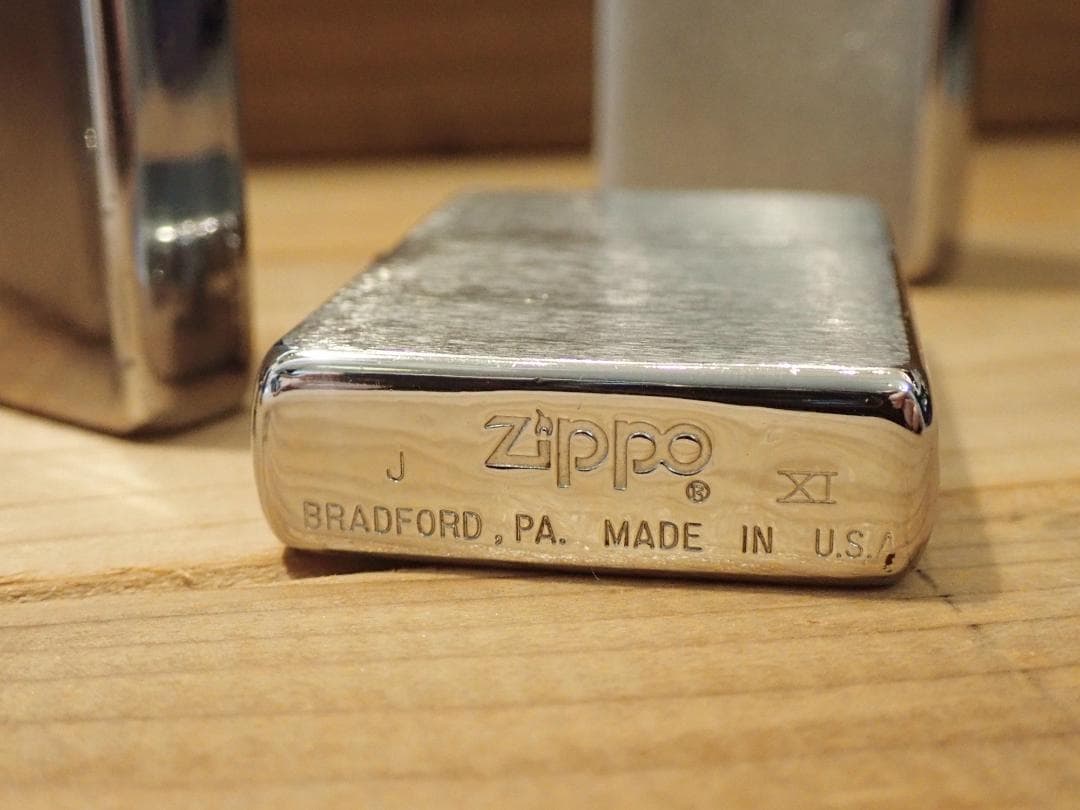 J Zippo® XI
BRADFORD, PA. MADE IN U.S.A